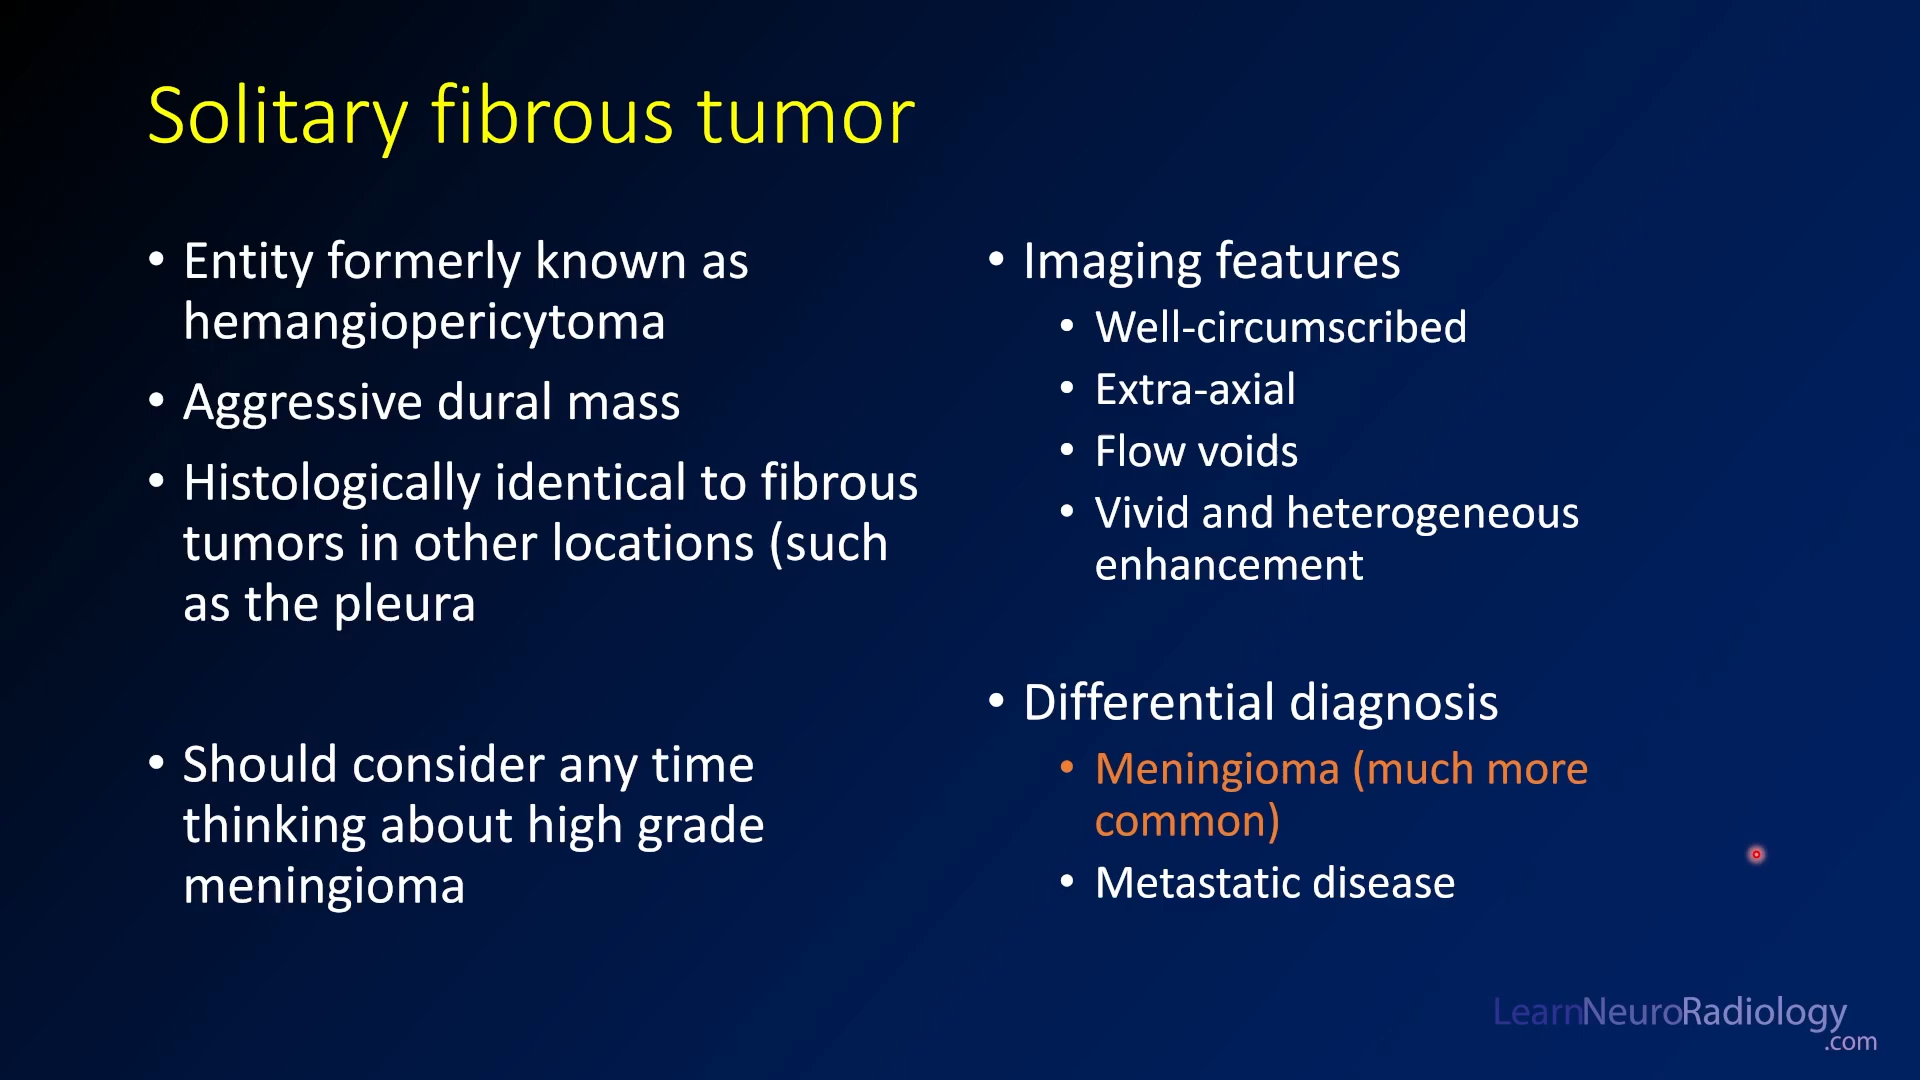 Solitary fibrous tumor
• Entity formerly known as
hemangiopericytoma
• Aggressive dural mass
• Histologically identical to fibrous
tumors in other locations (such
as the pleura
• Should consider any time
thinking about high grade
meningioma
• Imaging features
• Well-circumscribed
• Extra-axial
• Flow voids
• Vivid and heterogeneous
enhancement
• Differential diagnosis
• Meningioma (much more
common)
• Metastatic disease
LearnNeuroRadiology
.com